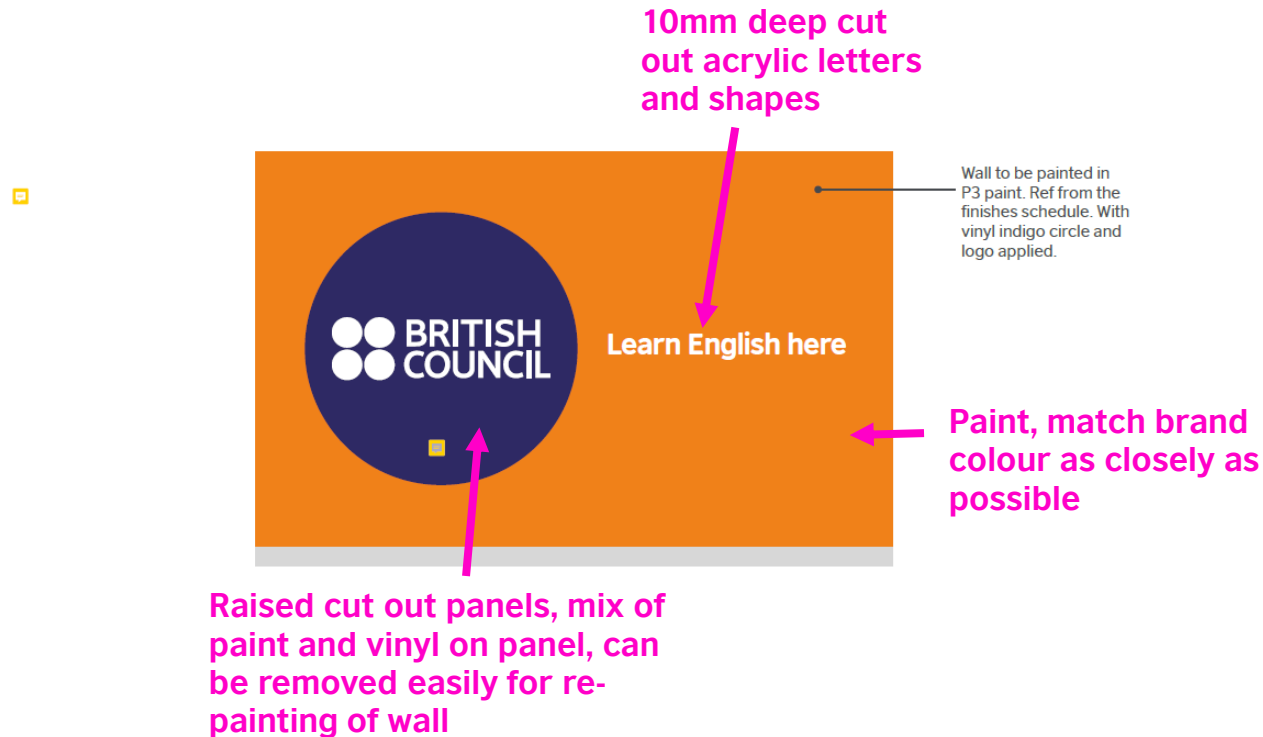 10mm deep cut
out acrylic letters
and shapes
Wall to be painted in
P3 paint. Ref from the
finishes schedule. With
vinyl indigo circle and
logo applied.
BRITISH
COUNCIL
Learn English here
Paint, match brand
colour as closely as
possible
Raised cut out panels, mix of
paint and vinyl on panel, can
be removed easily for re-
painting of wall